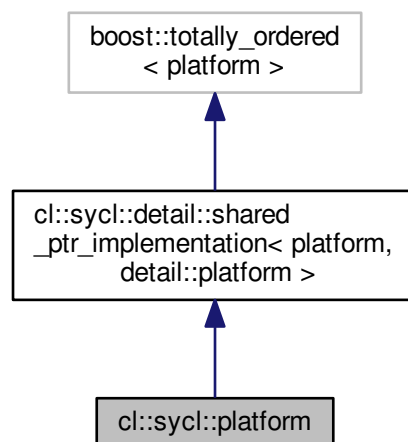 boost::totally_ordered
< platform >
cl::sycl::detail::shared
_ptr_implementation< platform,
detail::platform >
cl::sycl::platform